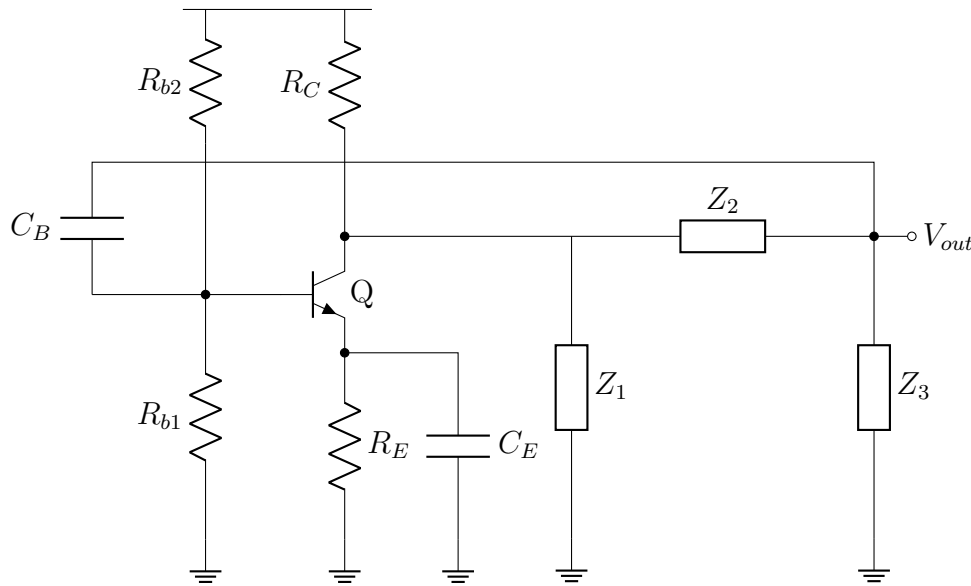 R_{b2}
R_C
C_B
Z_2
V_{out}
Q
R_{b1}
R_E
C_E
Z_1
Z_3